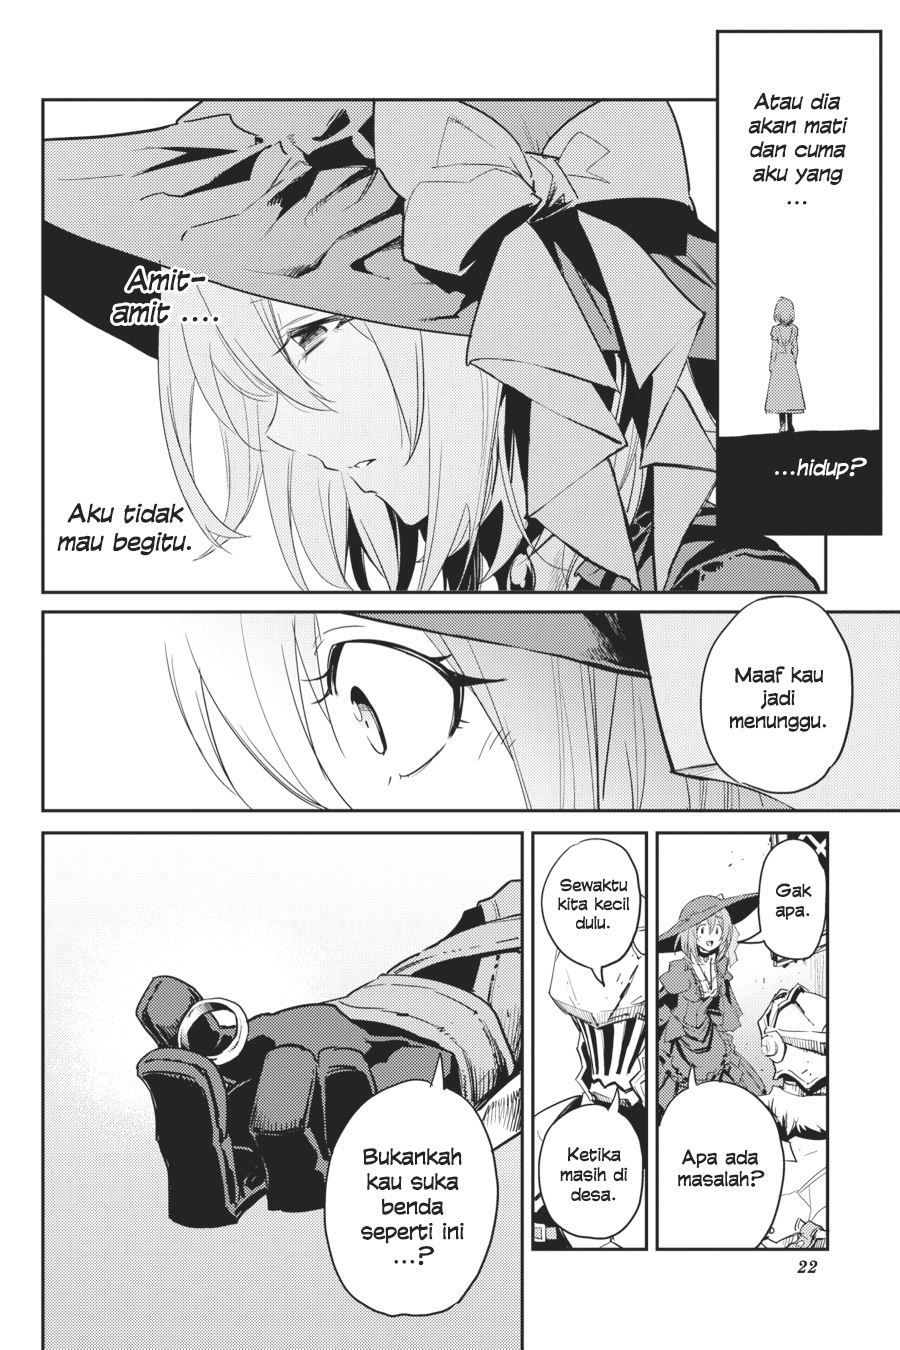 Atau dia
akan mati
dan cuma
aku yang
...
...hidup?
Amit-
amit ....
Aku tidak
mau begitu.
Maaf kau
jadi
menunggu.
Gak
apa.
Apa ada
masalah?
Sewaktu
kita kecil
dulu.
Ketika
masih di
desa.
Bukankah
kau suka
benda
seperti ini
...?
22